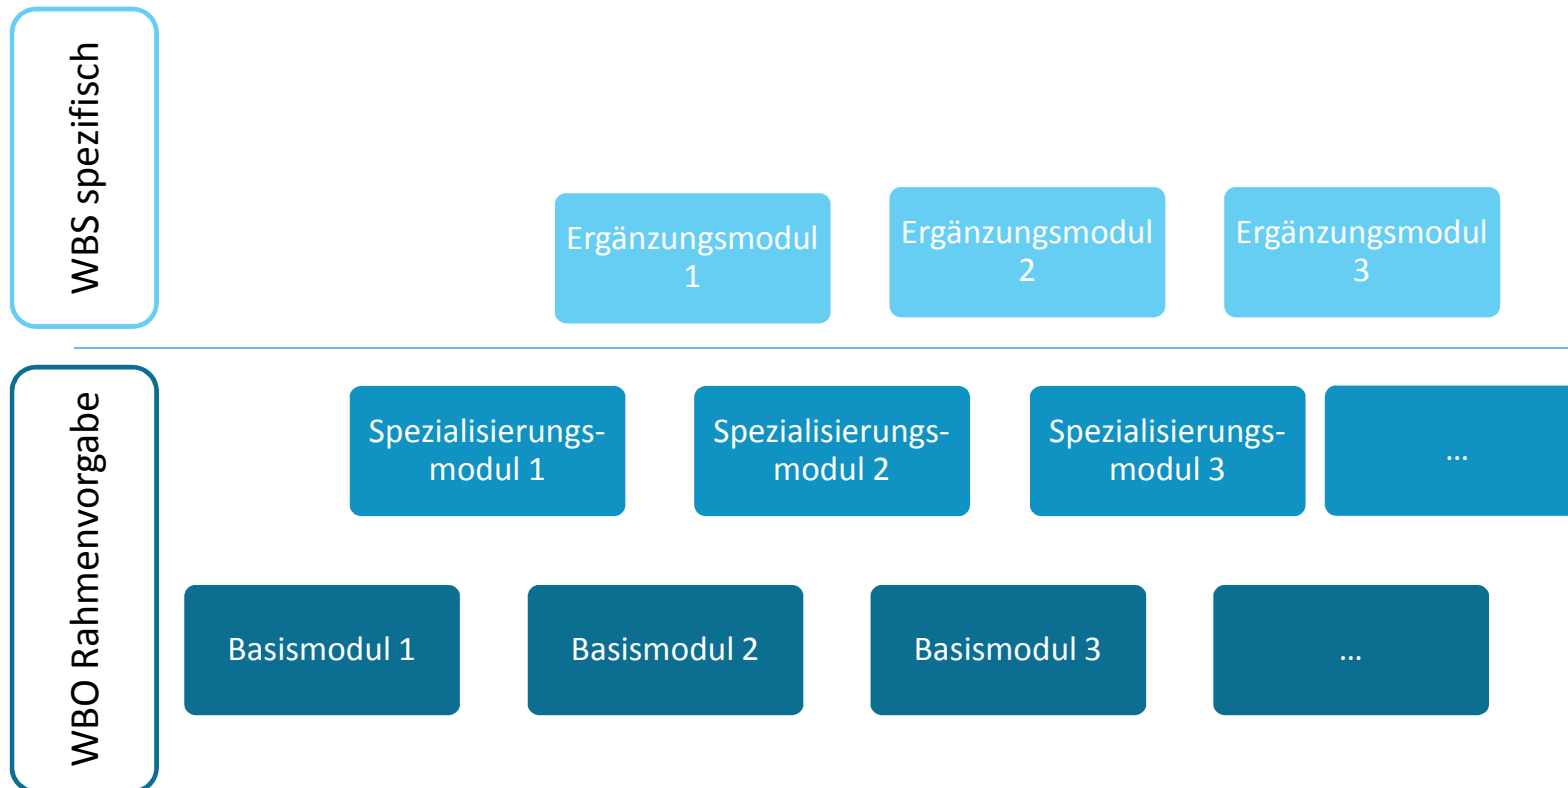 WBS spezifisch
Ergänzungsmodul
1
Ergänzungsmodul
2
Ergänzungsmodul
3
WBO Rahmenvorgabe
Spezialisierungs-
modul 1
Spezialisierungs-
modul 2
Spezialisierungs-
modul 3
...
Basismodul 1
Basismodul 2
Basismodul 3
...